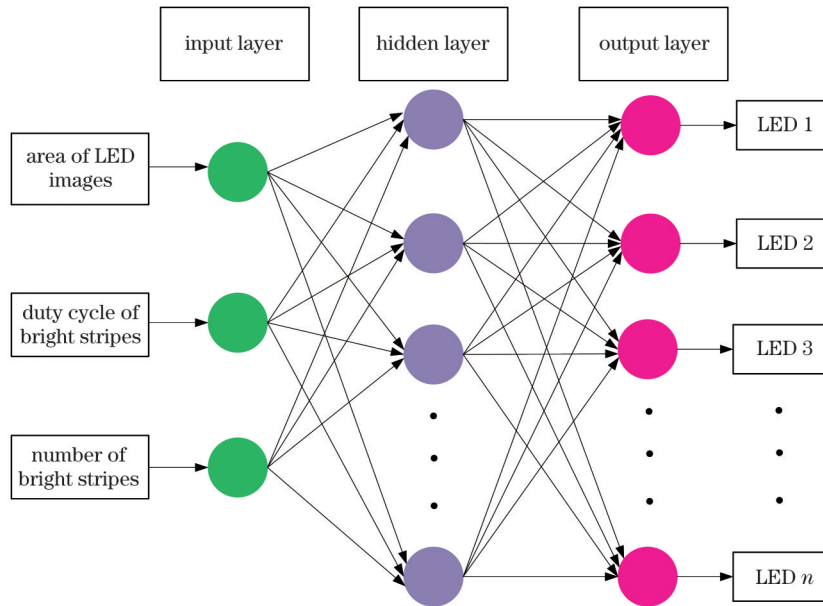 input layer
hidden layer
output layer
area of LED
images
duty cycle of
bright stripes
number of
bright stripes
LED 1
LED 2
LED 3
LED n